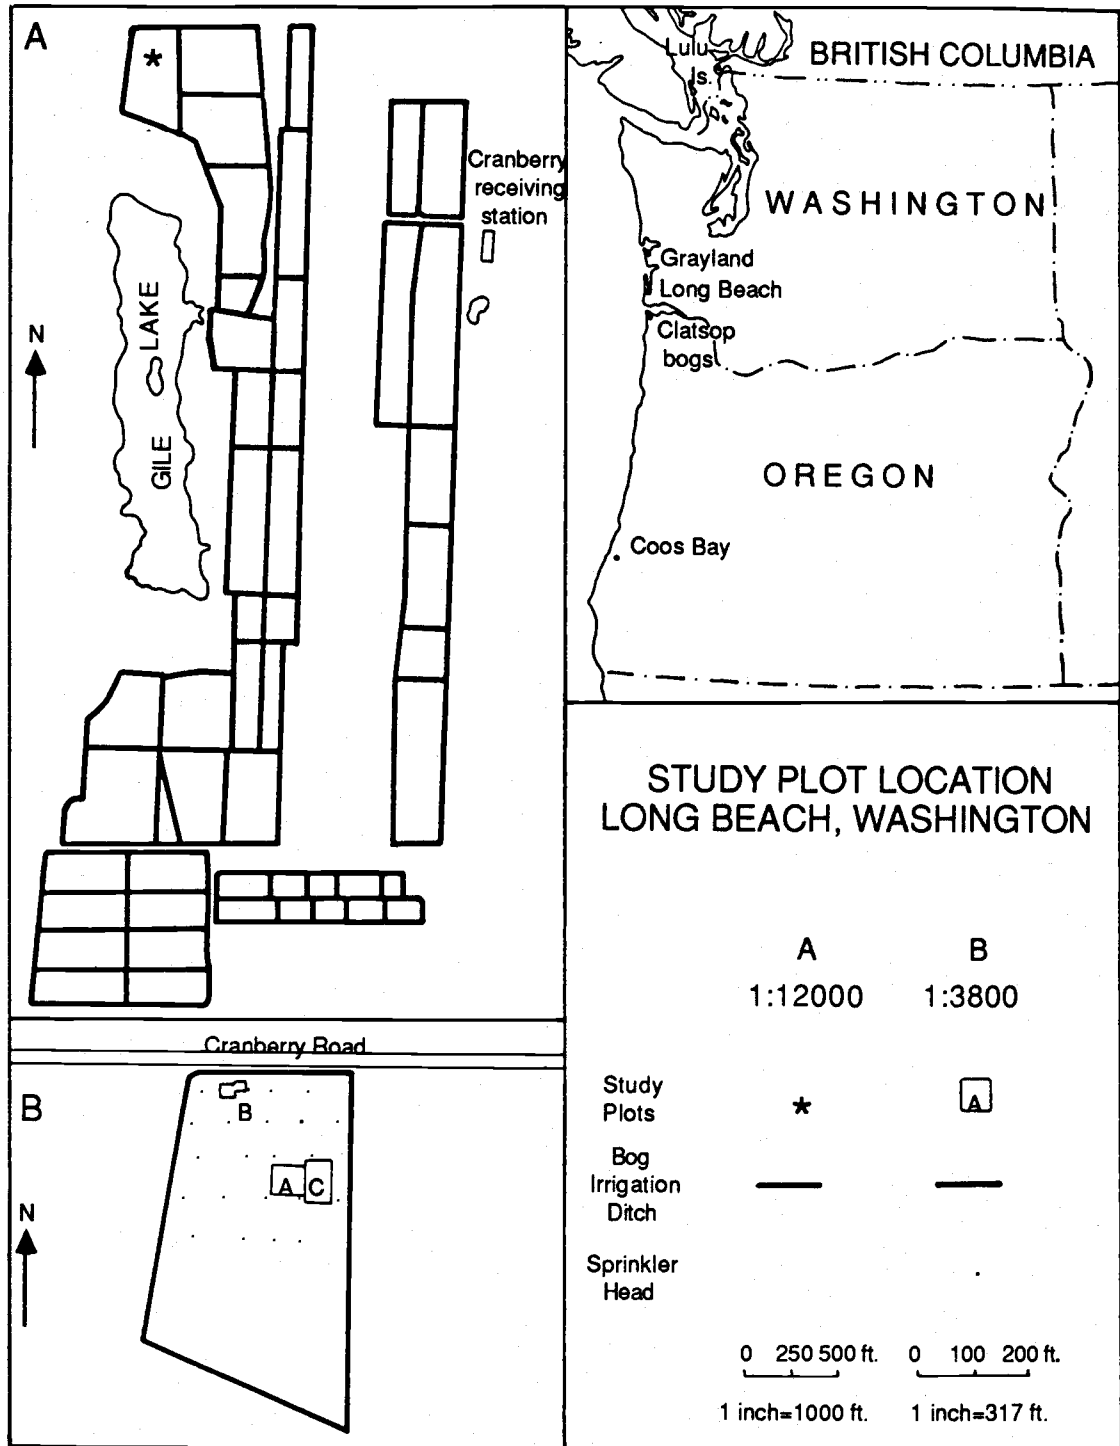 A
*
Cranberry
receiving
station
N
GILE LAKE
Lulu
Is.
BRITISH COLUMBIA
WASHINGTON
Grayland
Long Beach
Clatsop
bogs
OREGON
Coos Bay
Cranberry Road
B
B
A C
N
STUDY PLOT LOCATION
LONG BEACH, WASHINGTON
A B
1:12000 1:3800
Study
Plots
* A
Bog
Irrigation
Ditch
Sprinkler
Head
0 250 500 ft. 0 100 200 ft.
1 inch=1000 ft. 1 inch=317 ft.